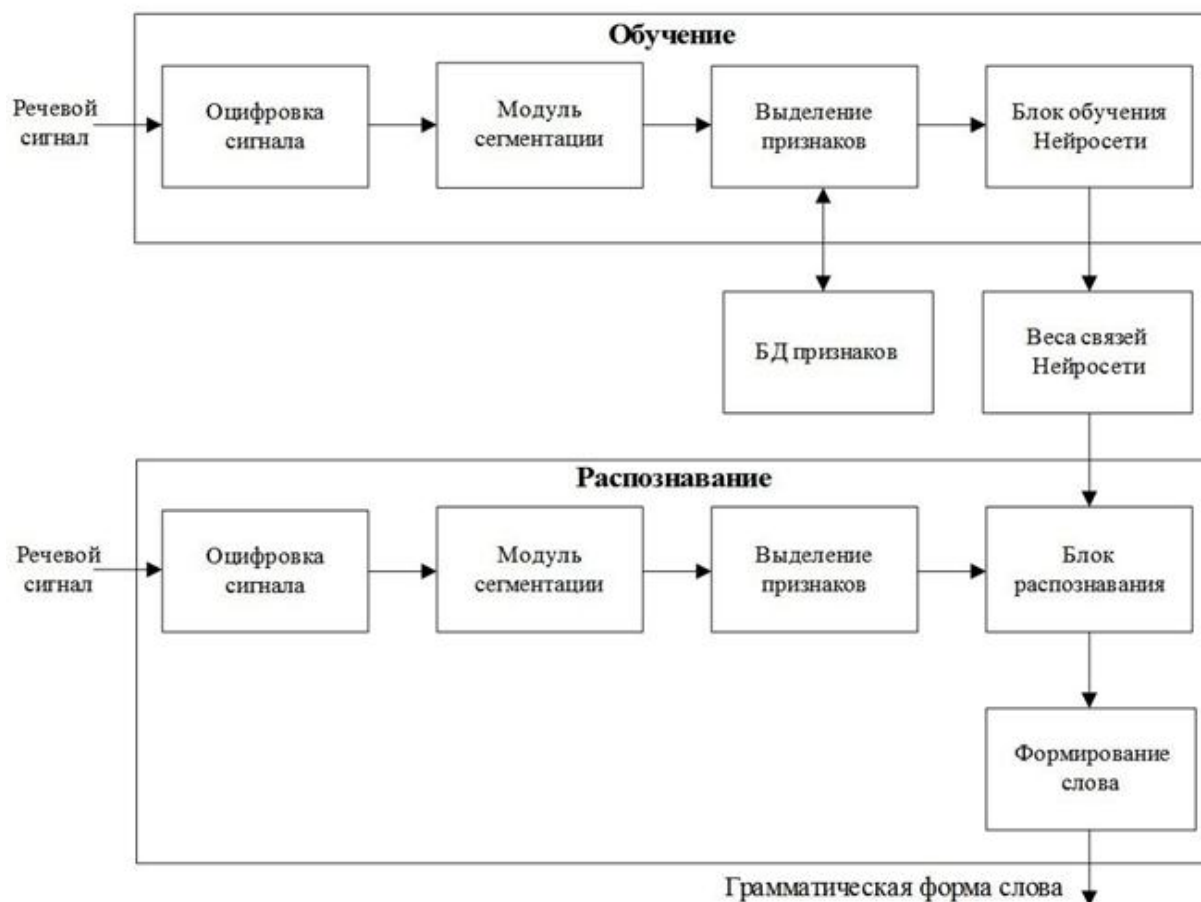 Обучение
Речевой
сигнал
Оцифровка
сигнала
Модуль
сегментации
Выделение
признаков
Блок обучения
Нейросети
БД признаков
Веса связей
Нейросети
Распознавание
Речевой
сигнал
Оцифровка
сигнала
Модуль
сегментации
Выделение
признаков
Блок
распознавания
Формирование
слова
Грамматическая форма слова